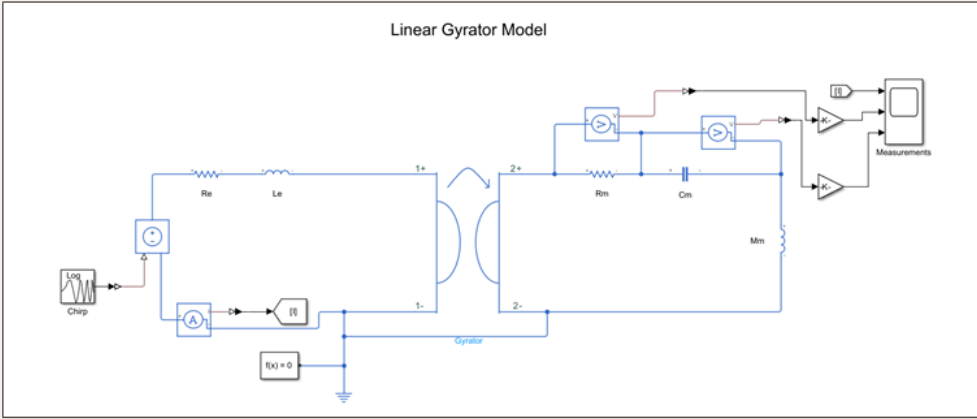 Linear Gyrator Model
[I]
-K-
Measurements
1+
2+
Re
Le
Rm
Cm
-K-
Mm
Log
Chirp
A
[I]
1-
2-
Gyrator
f(x) = 0
V
V
V
V